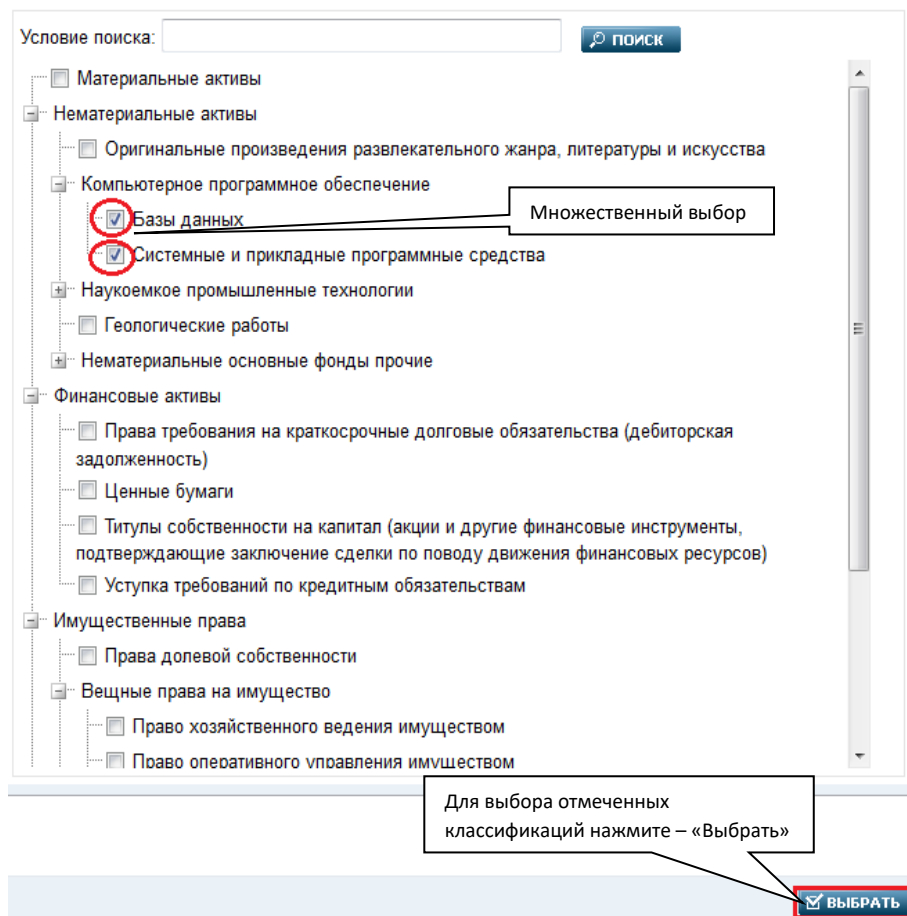 Условие поиска:
ПОИСК
Материальные активы
Нематериальные активы
Оригинальные произведения развлекательного жанра, литературы и искусства
Компьютерное программное обеспечение
Базы данных
Множественный выбор
Системные и прикладные программные средства
Наукоемкое промышленные технологии
Геологические работы
Нематериальные основные фонды прочие
Финансовые активы
Права требования на краткосрочные долговые обязательства (дебиторская
задолженность)
Ценные бумаги
Титулы собственности на капитал (акции и другие финансовые инструменты,
подтверждающие заключение сделки по поводу движения финансовых ресурсов)
Уступка требований по кредитным обязательствам
Имущественные права
Права долевой собственности
Вещные права на имущество
Право хозяйственного ведения имуществом
Право оперативного управления имуществом
Для выбора отмеченных
классификаций нажмите – «Выбрать»
ВЫБРАТЬ